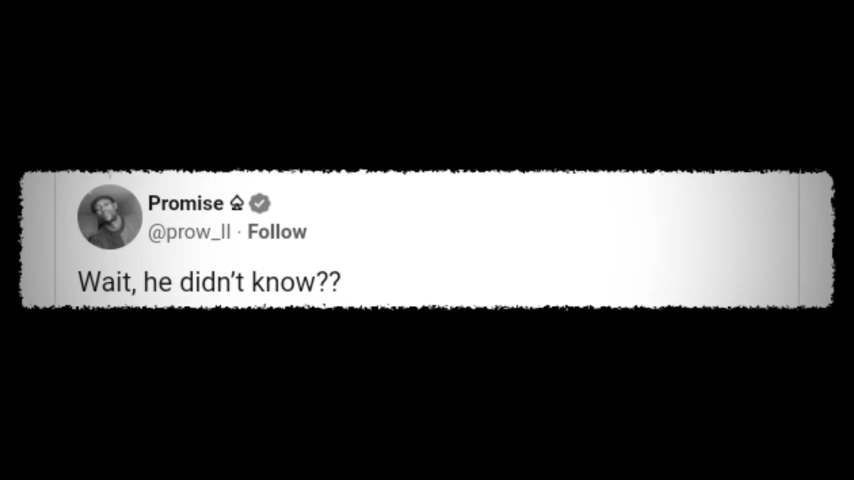 Promise ♤
@prow_ll · Follow
Wait, he didn’t know??